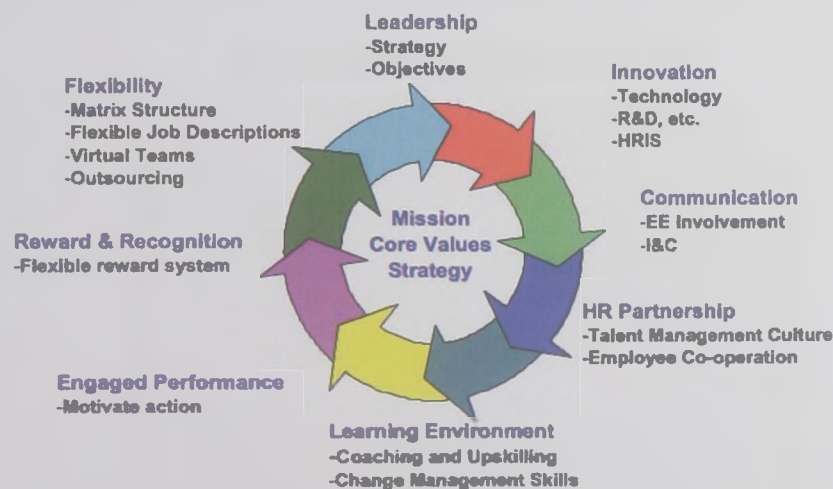 Leadership
-Strategy
-Objectives
Innovation
-Technology
-R&D, etc.
-HRIS
Communication
-EE Involvement
-I&C
HR Partnership
-Talent Management Culture
-Employee Co-operation
Learning Environment
-Coaching and Upskilling
-Change Management Skills
Engaged Performance
-Motivate action
Reward & Recognition
-Flexible reward system
Flexibility
-Matrix Structure
-Flexible Job Descriptions
-Virtual Teams
-Outsourcing
Mission
Core Values
Strategy